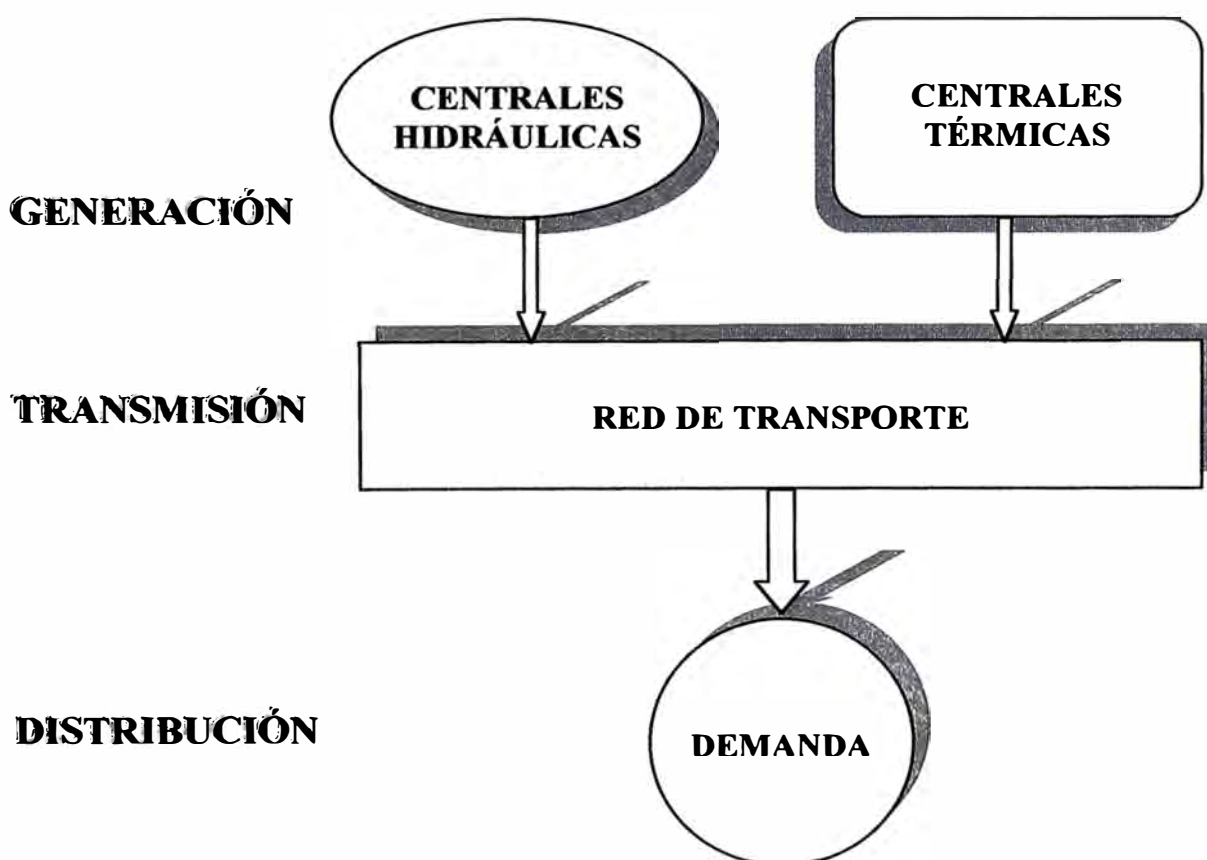 CENTRALES
HIDRÁULICAS
CENTRALES
TÉRMICAS
GENERACIÓN
TRANSMISIÓN
RED DE TRANSPORTE
DISTRIBUCIÓN
DEMANDA